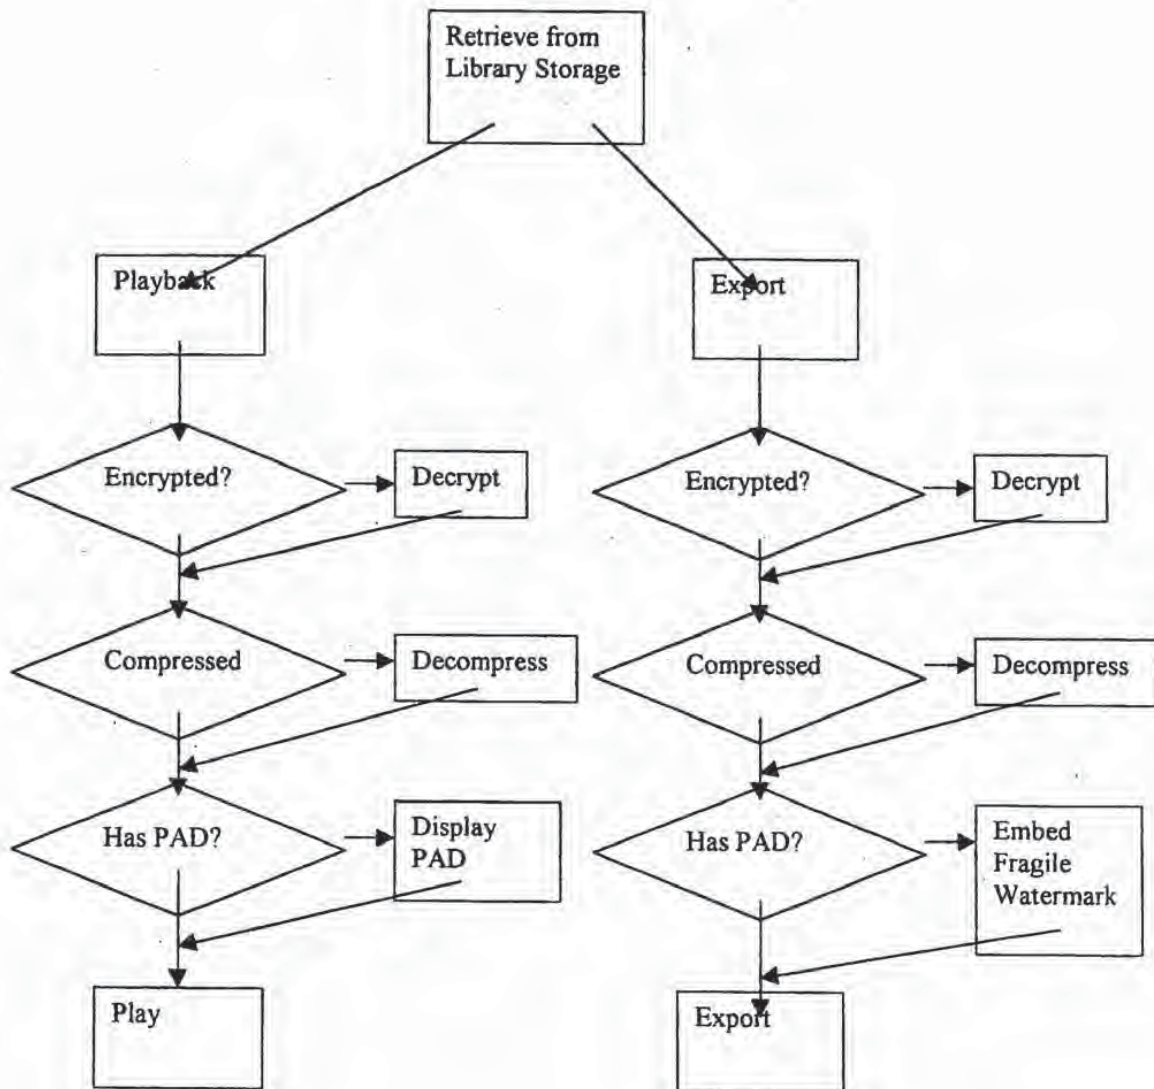 Retrieve from
Library Storage
Playback
Export
Encrypted?
Decrypt
Encrypted?
Decrypt
Compressed
Decompress
Compressed
Decompress
Has PAD?
Display
PAD
Has PAD?
Embed
Fragile
Watermark
Play
Export